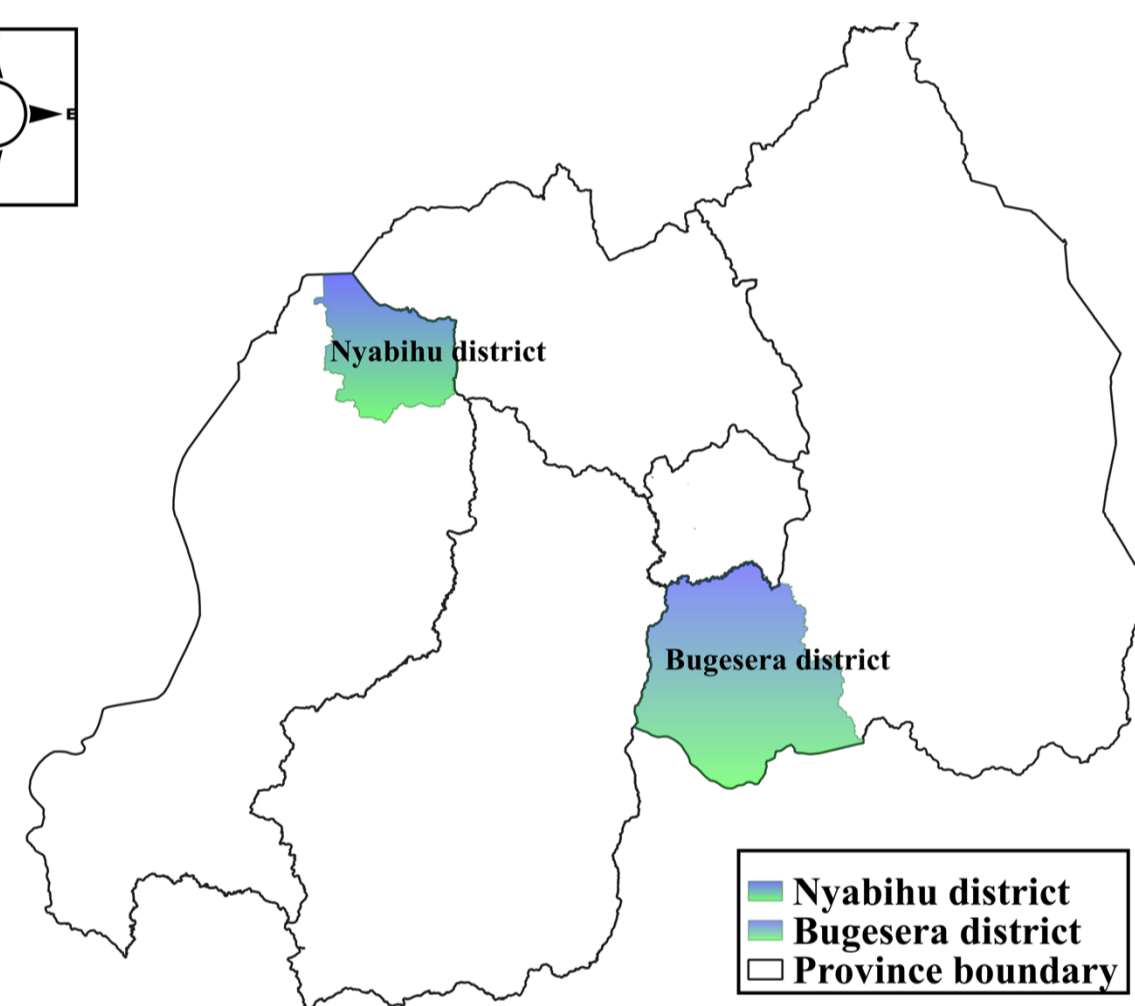 E
Nyabihu district
Bugesera district
Nyabihu district
Bugesera district
Province boundary